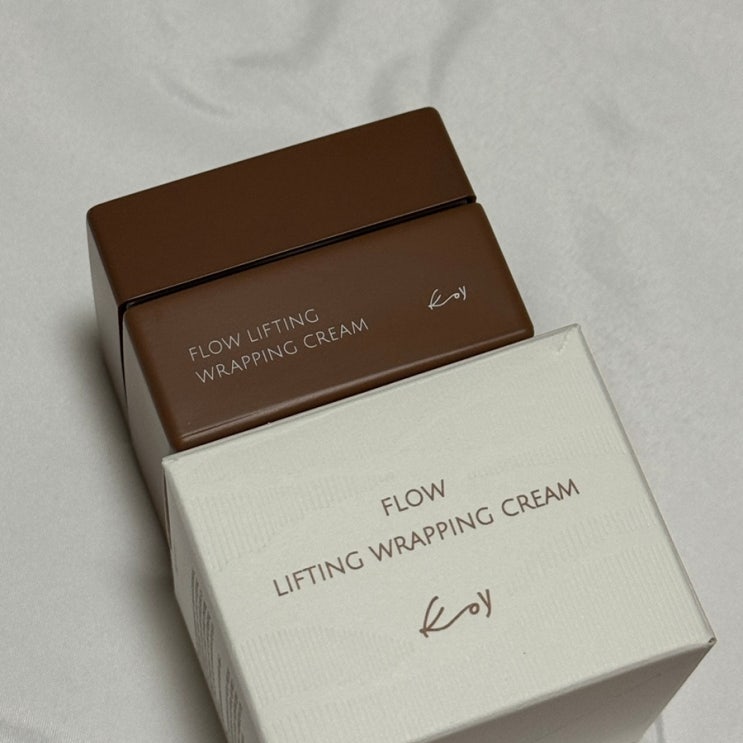 FLOW LIFTING
WRAPPING CREAM
Koy
FLOW
LIFTING WRAPPING CREAM
Koy